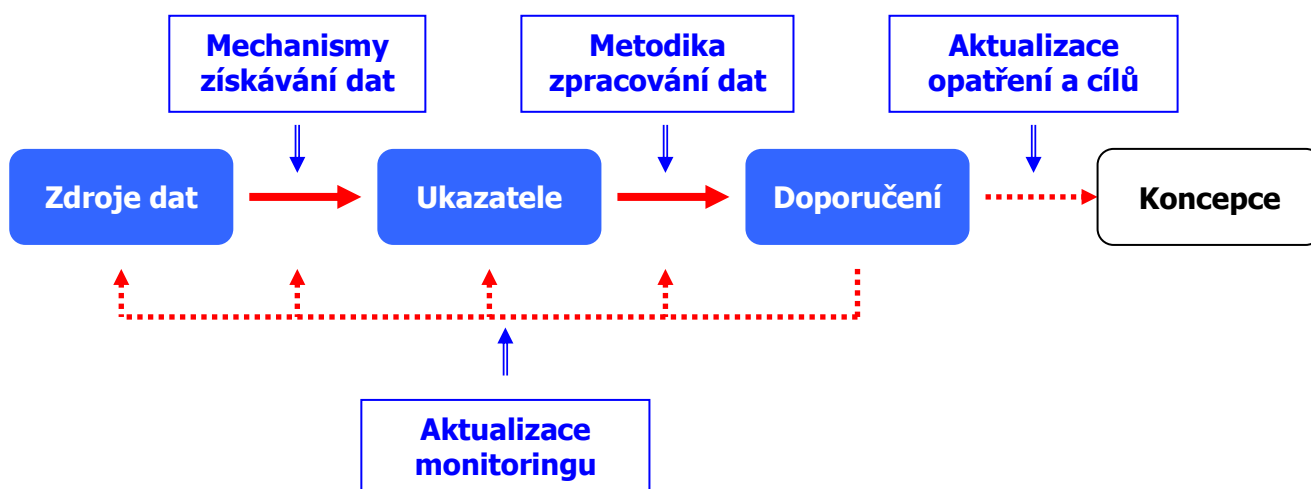 Mechanismy
získávání dat
Metodika
zpracování dat
Aktualizace
opatření a cílů
Zdroje dat
Ukazatele
Doporučení
Koncepce
Aktualizace
monitoringu